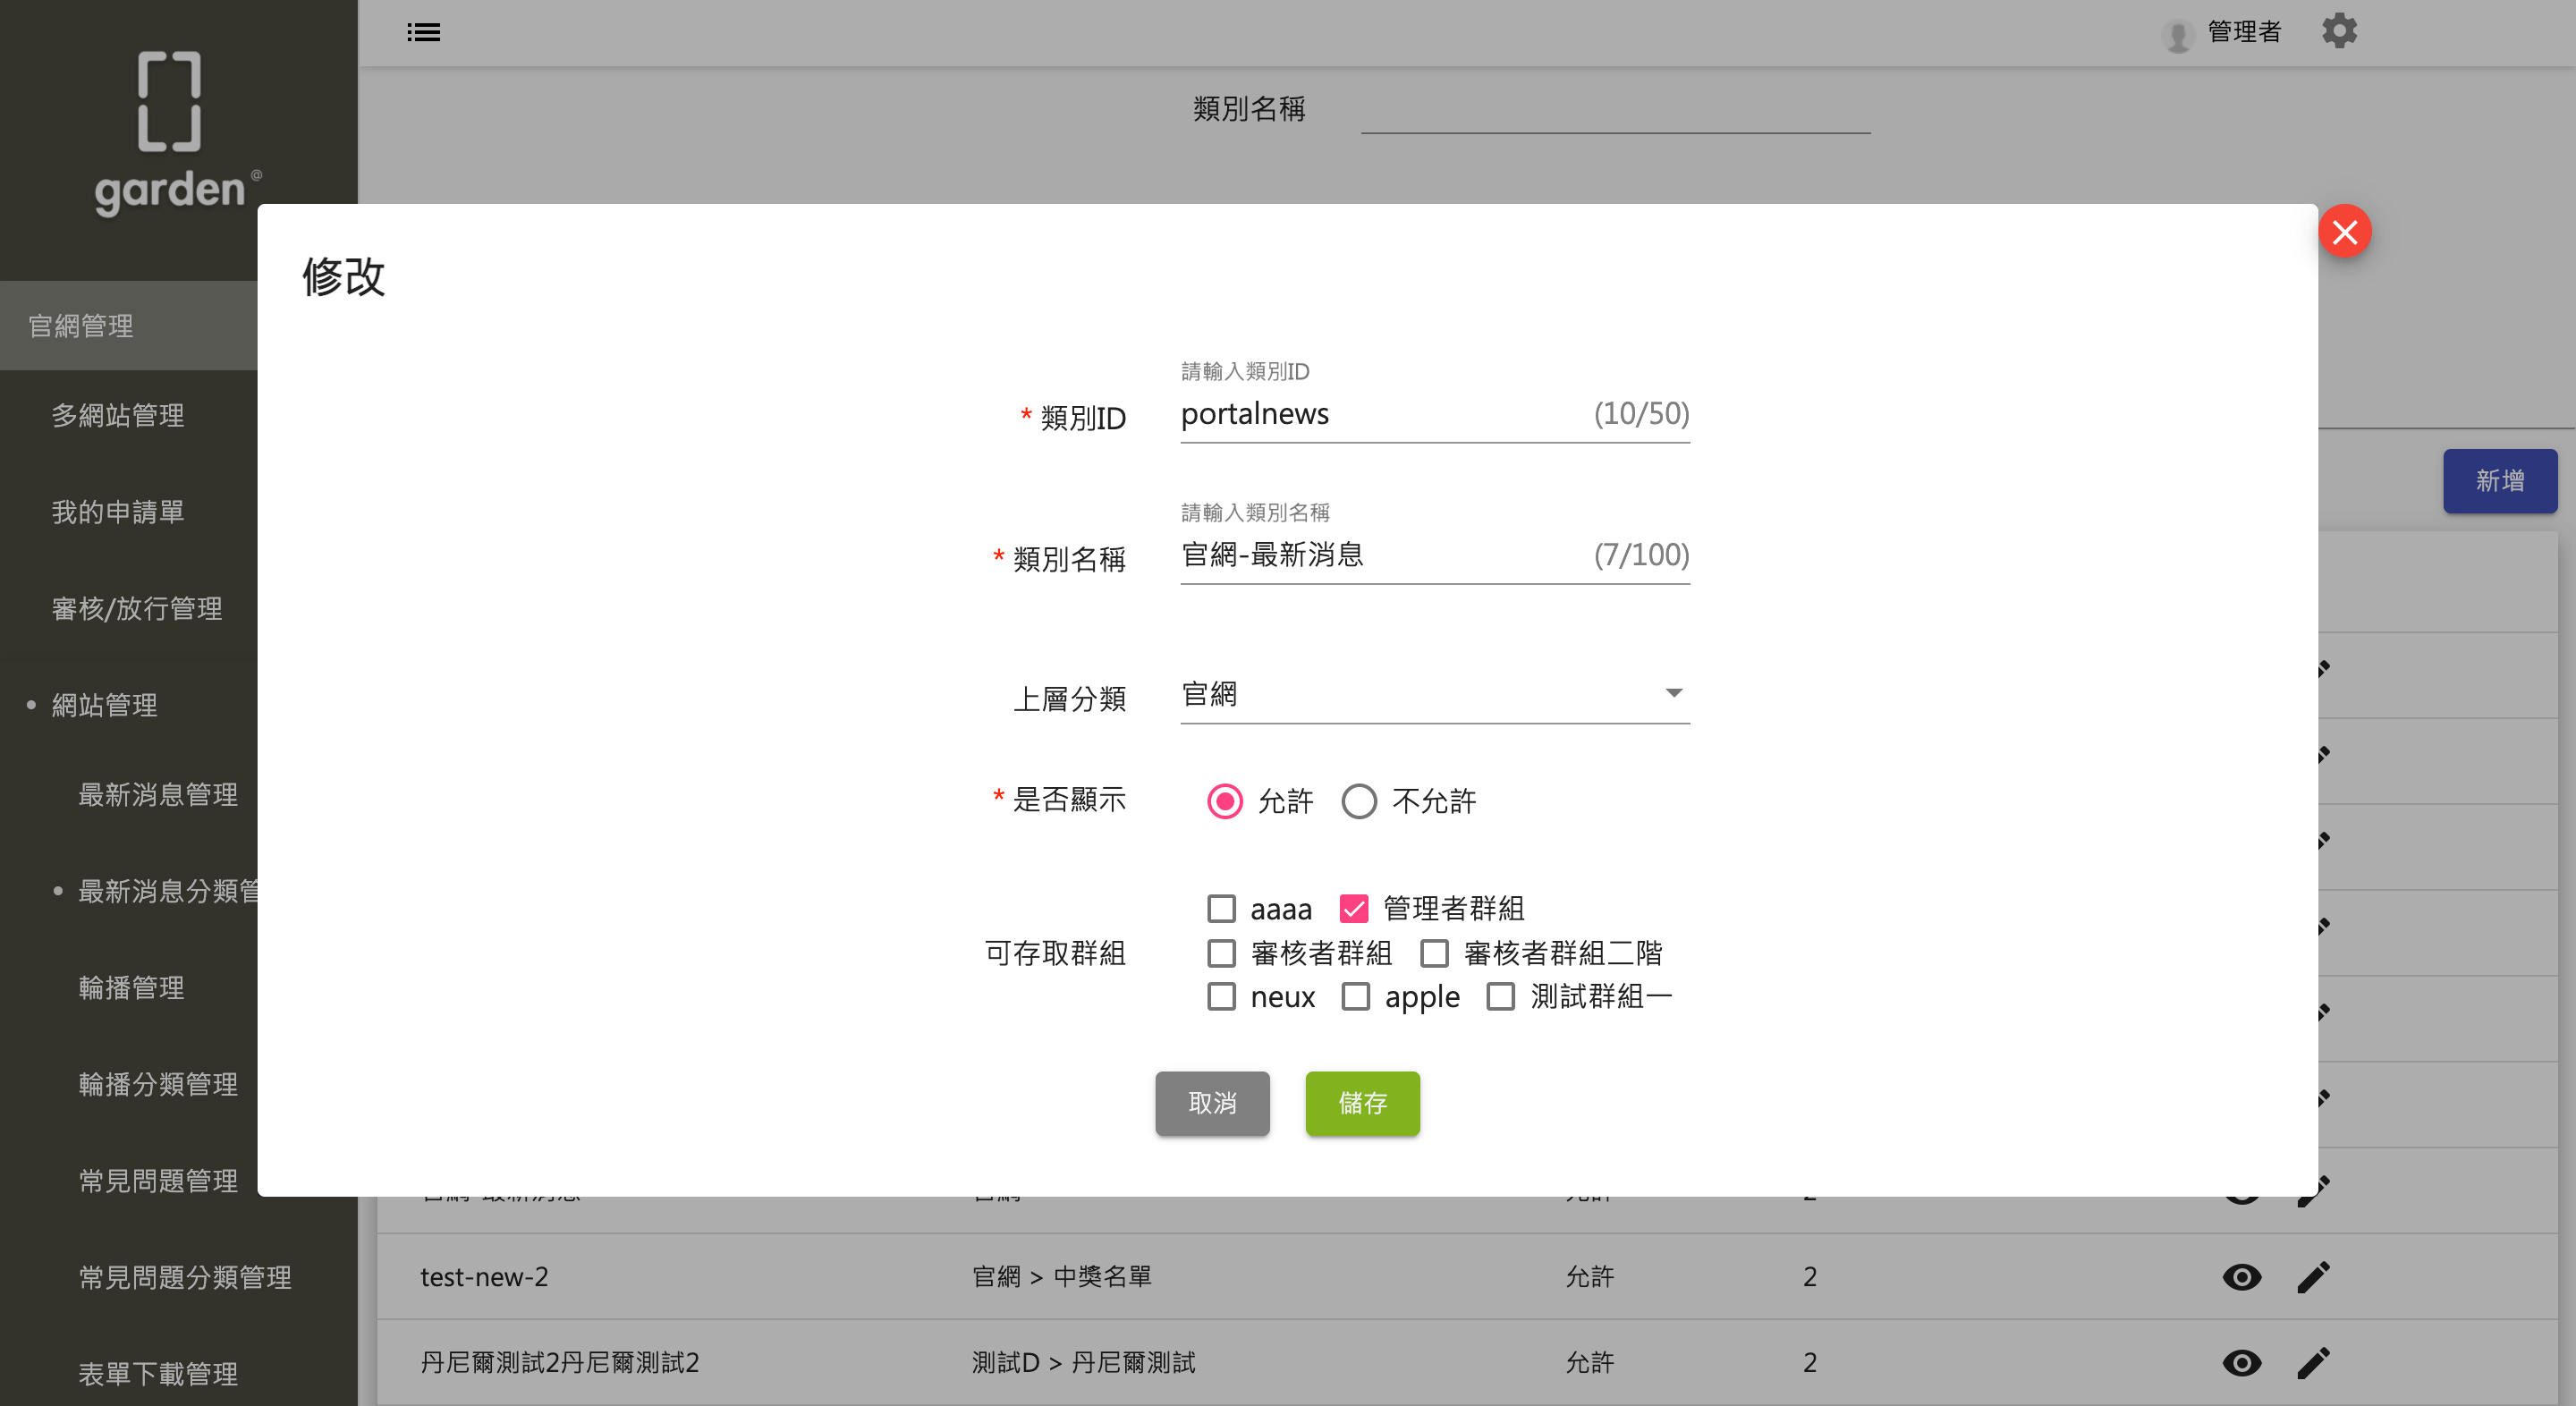 garden @
管理者
類別名稱
官網管理
多網站管理
我的申請單
審核/放行管理
網站管理
最新消息管理
最新消息分類管
輪播管理
輪播分類管理
常見問題管理
常見問題分類管理
表單下載管理
新增
修改
請輸入類別ID
* 類別ID portalnews (10/50)
請輸入類別名稱
* 類別名稱 官網-最新消息 (7/100)
上層分類 官網
* 是否顯示 允許 不允許
aaaa 管理者群組
可存取群組 審核者群組 審核者群組二階
neux apple 測試群組一
取消 儲存
test-new-2 官網 > 中獎名單 允許 2
丹尼爾測試2丹尼爾測試2 測試D > 丹尼爾測試 允許 2